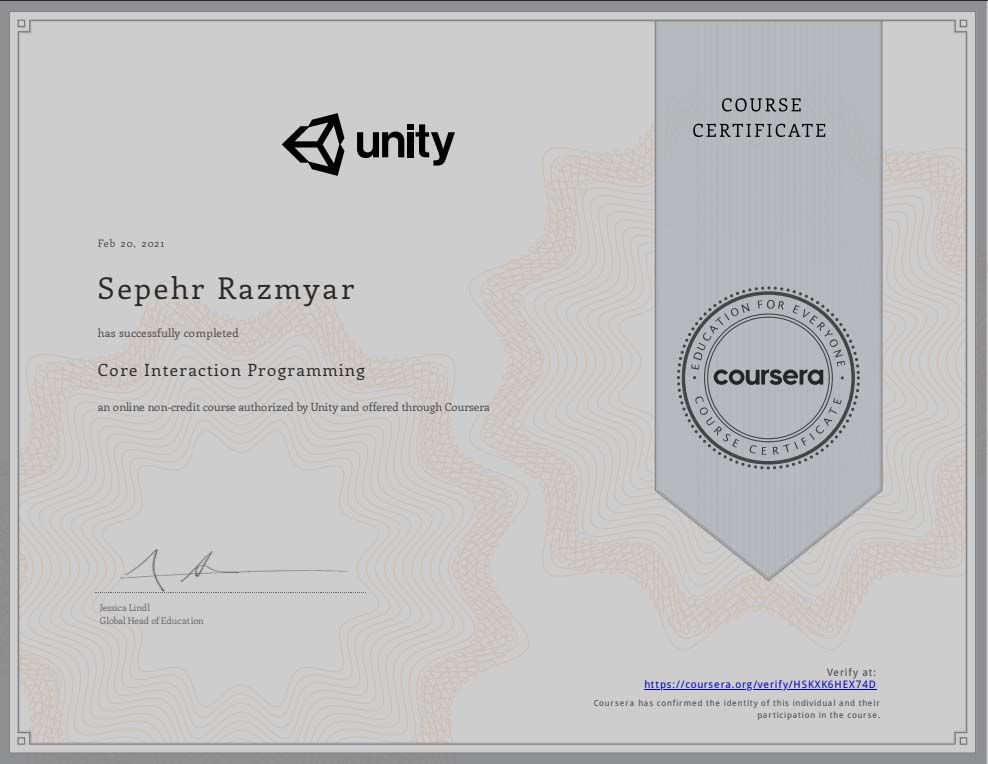 unity
COURSE
CERTIFICATE
Feb 20, 2021
Sepehr Razmyar
has successfully completed
Core Interaction Programming
an online non-credit course authorized by Unity and offered through Coursera
EDUCATION FOR EVERYONE
coursera
COURSE CERTIFICATE
Jessica Lindl
Global Head of Education
Verify at:
https://coursera.org/verify/HSKXK6HEX74D
Coursera has confirmed the identity of this individual and their
participation in the course.